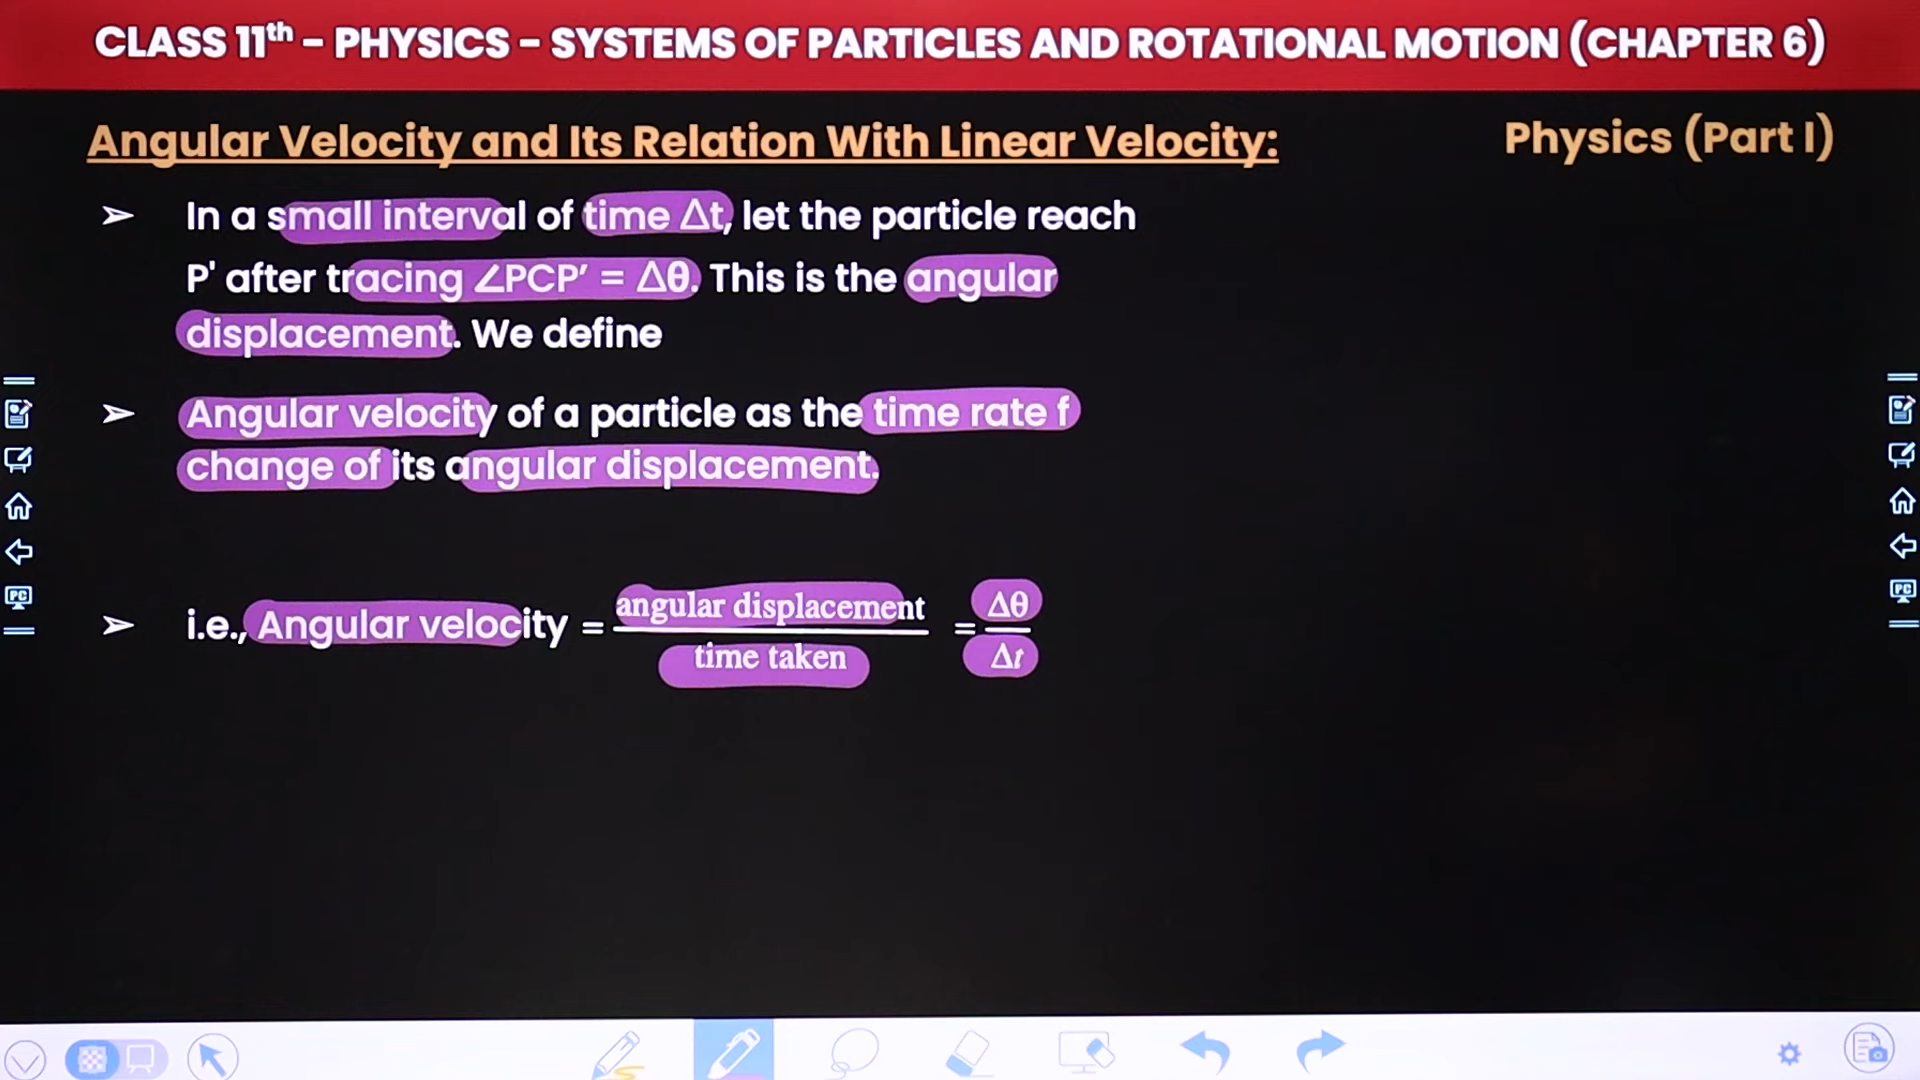 CLASS 11th – PHYSICS – SYSTEMS OF PARTICLES AND ROTATIONAL MOTION (CHAPTER 6)
Angular Velocity and Its Relation With Linear Velocity:
Physics (Part I)
➢ In a small interval of time Δt, let the particle reach
P' after tracing ∠PCP′ = Δθ. This is the angular
displacement. We define
➢ Angular velocity of a particle as the time rate f
change of its angular displacement.
➢ i.e., Angular velocity = angular displacement / time taken = Δθ / Δt
PC
PC